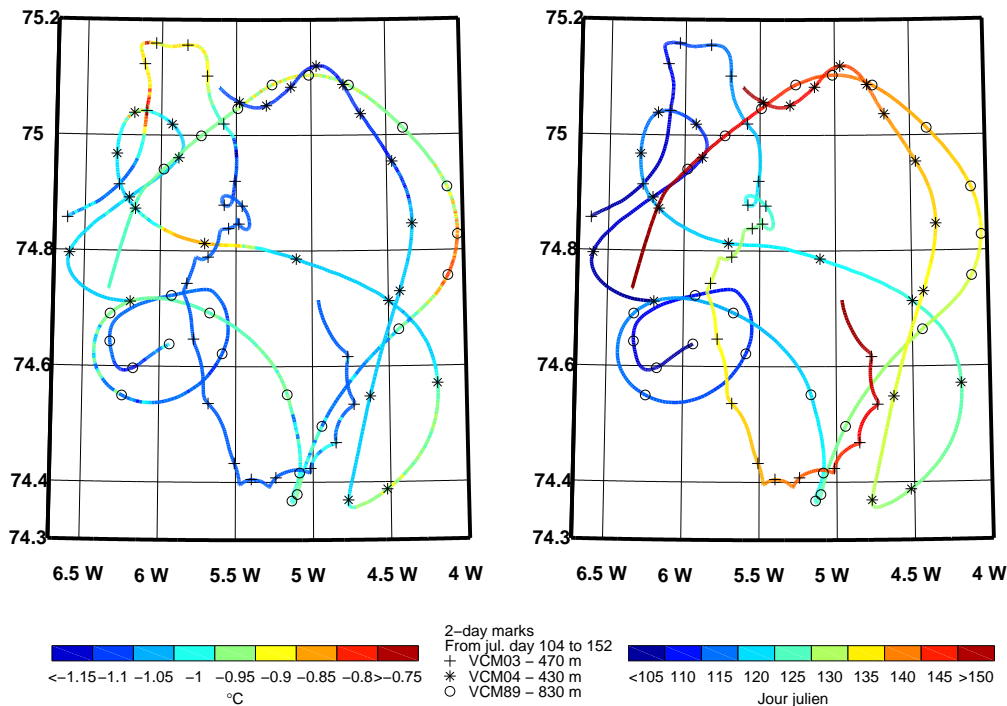 75.2
75
74.8
74.6
74.4
74.3
6.5 W 6 W 5.5 W 5 W 4.5 W 4 W
75.2
75
74.8
74.6
74.4
74.3
6.5 W 6 W 5.5 W 5 W 4.5 W 4 W
<−1.15 −1.1 −1.05 −1 −0.95 −0.9 −0.85 −0.8 >−0.75
°C
2−day marks
From jul. day 104 to 152
VCM03 − 470 m
VCM04 − 430 m
VCM89 − 830 m
<105 110 115 120 125 130 135 140 145 >150
Jour julien